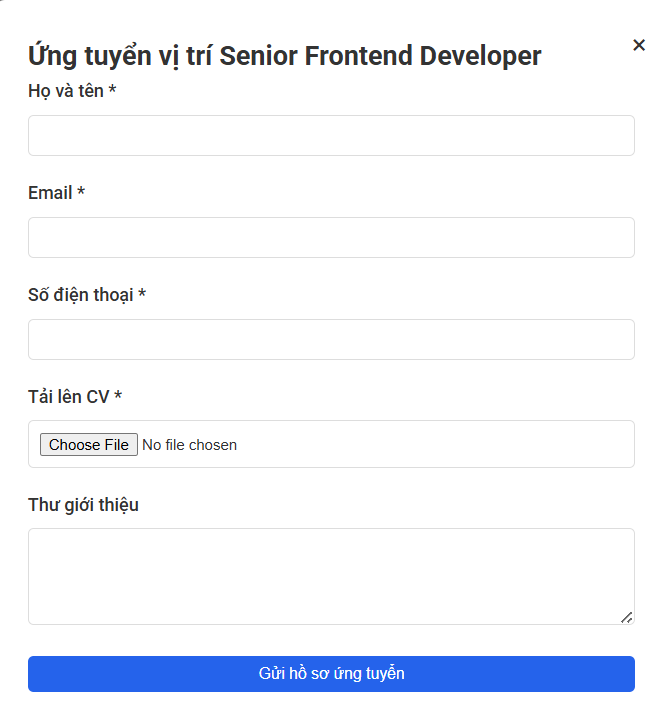 Ứng tuyển vị trí Senior Frontend Developer
×
Họ và tên *
Email *
Số điện thoại *
Tải lên CV *
Choose File No file chosen
Thư giới thiệu
Gửi hồ sơ ứng tuyển